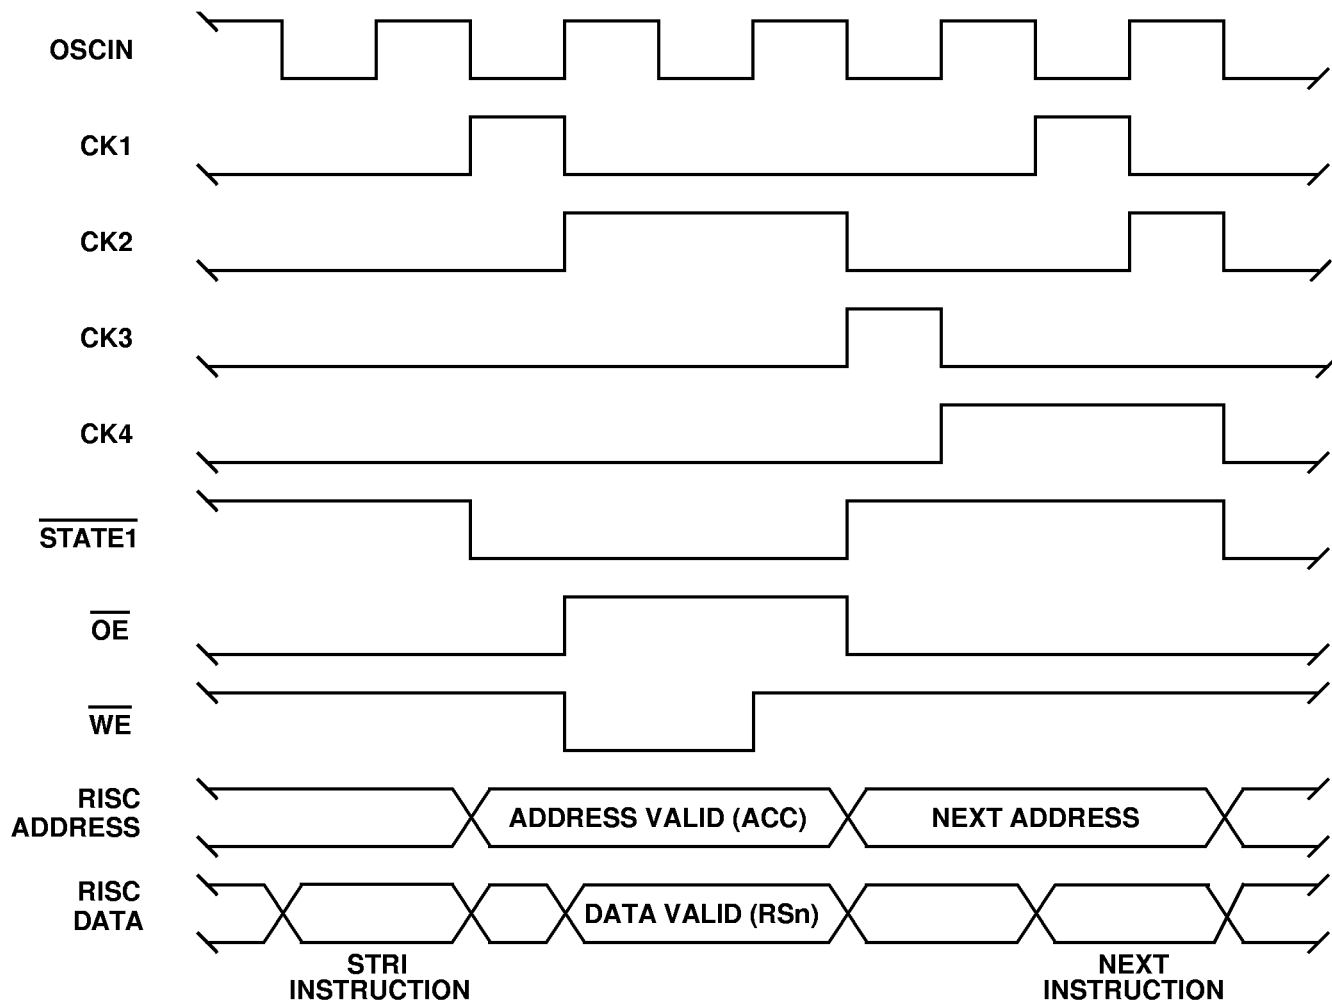 OSCIN
CK1
CK2
CK3
CK4
STATE1
OE
WE
RISC
ADDRESS
ADDRESS VALID (ACC)
NEXT ADDRESS
RISC
DATA
DATA VALID (RSn)
STRI
INSTRUCTION
NEXT
INSTRUCTION